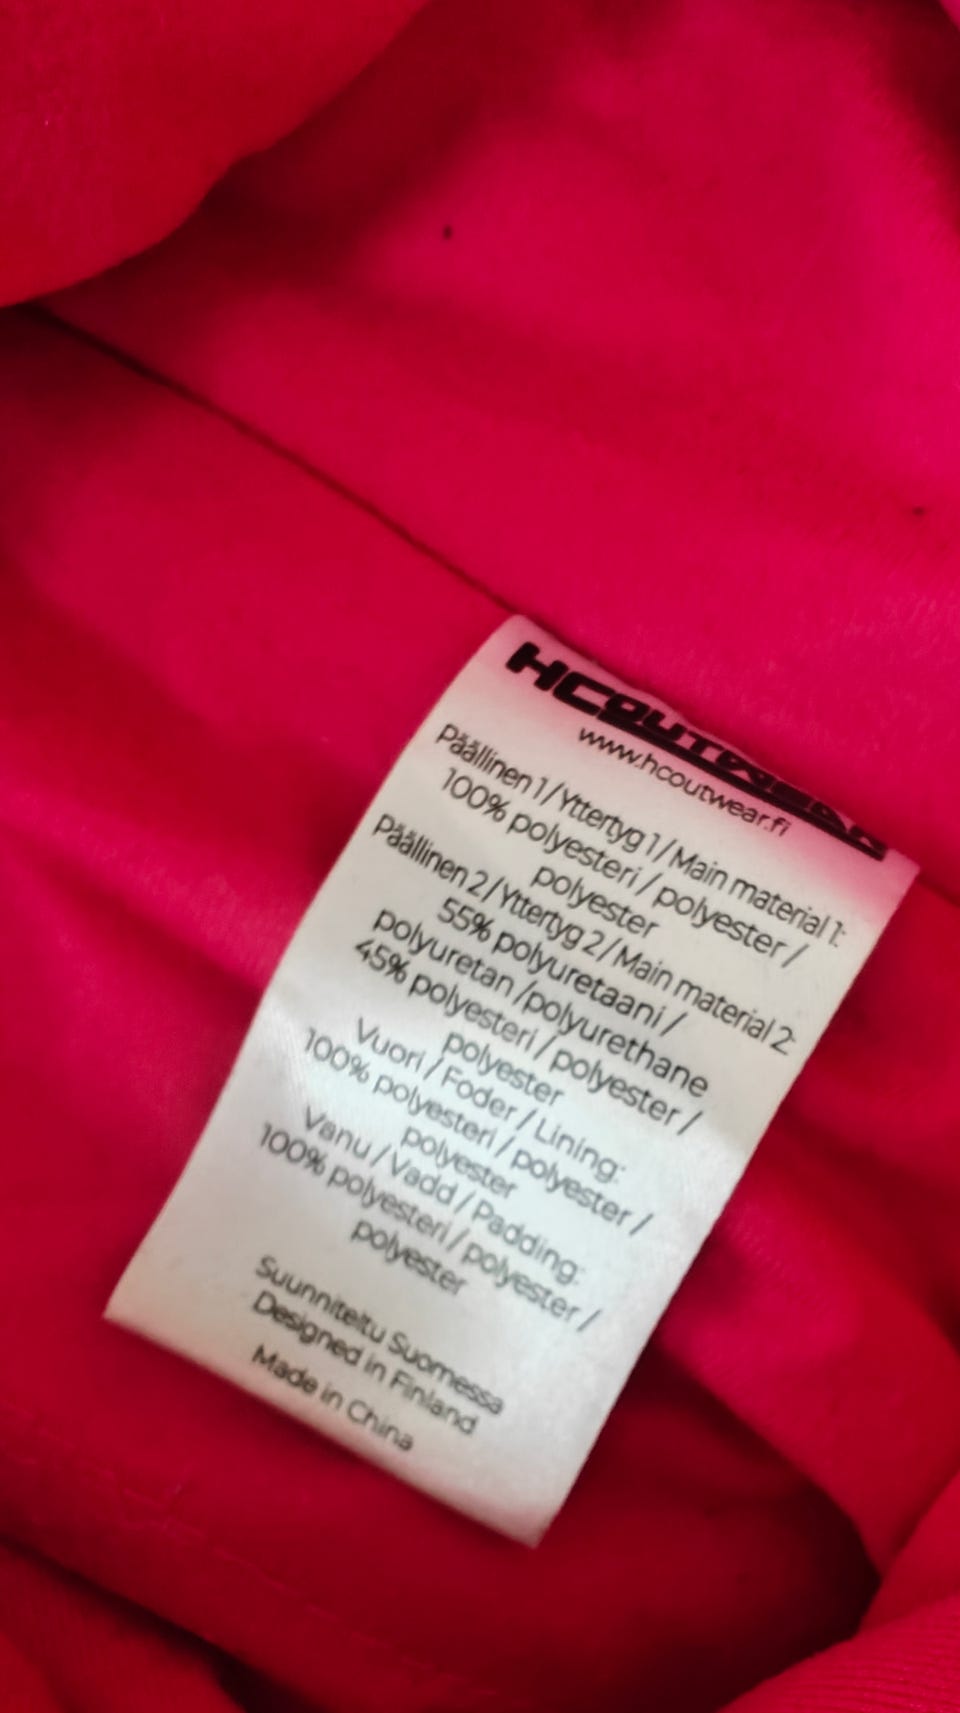 HCOUTWEAR
www.hcoutwear.fi
Päällinen 1 / Yttertyg 1 / Main material 1:
100% polyesteri / polyester /
polyester
Päällinen 2 / Yttertyg 2 / Main material 2:
55% polyuretaani /
polyuretan /polyurethane
45% polyesteri / polyester /
polyester
Vuori / Foder / Lining:
100% polyesteri / polyester /
polyester
Vanu / Vadd / Padding:
100% polyesteri / polyester /
polyester
Suunniteltu Suomessa
Designed in Finland
Made in China